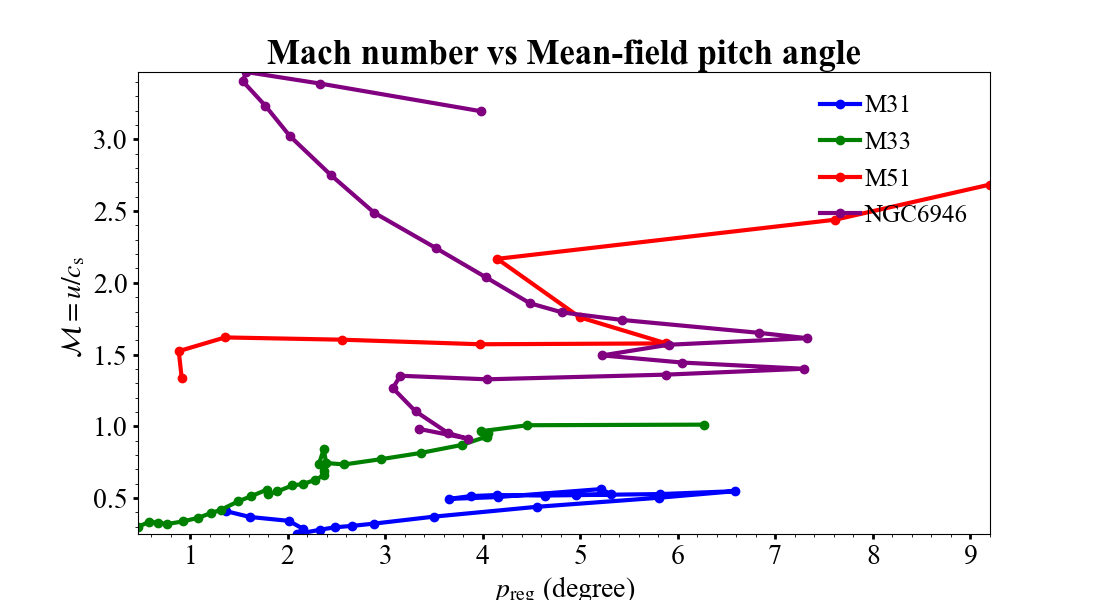 Mach number vs Mean-field pitch angle
M31
M33
M51
NGC6946
3.0
2.5
2.0
1.5
1.0
0.5
ℳ = u/cₛ
1 2 3 4 5 6 7 8 9
p_reg (degree)